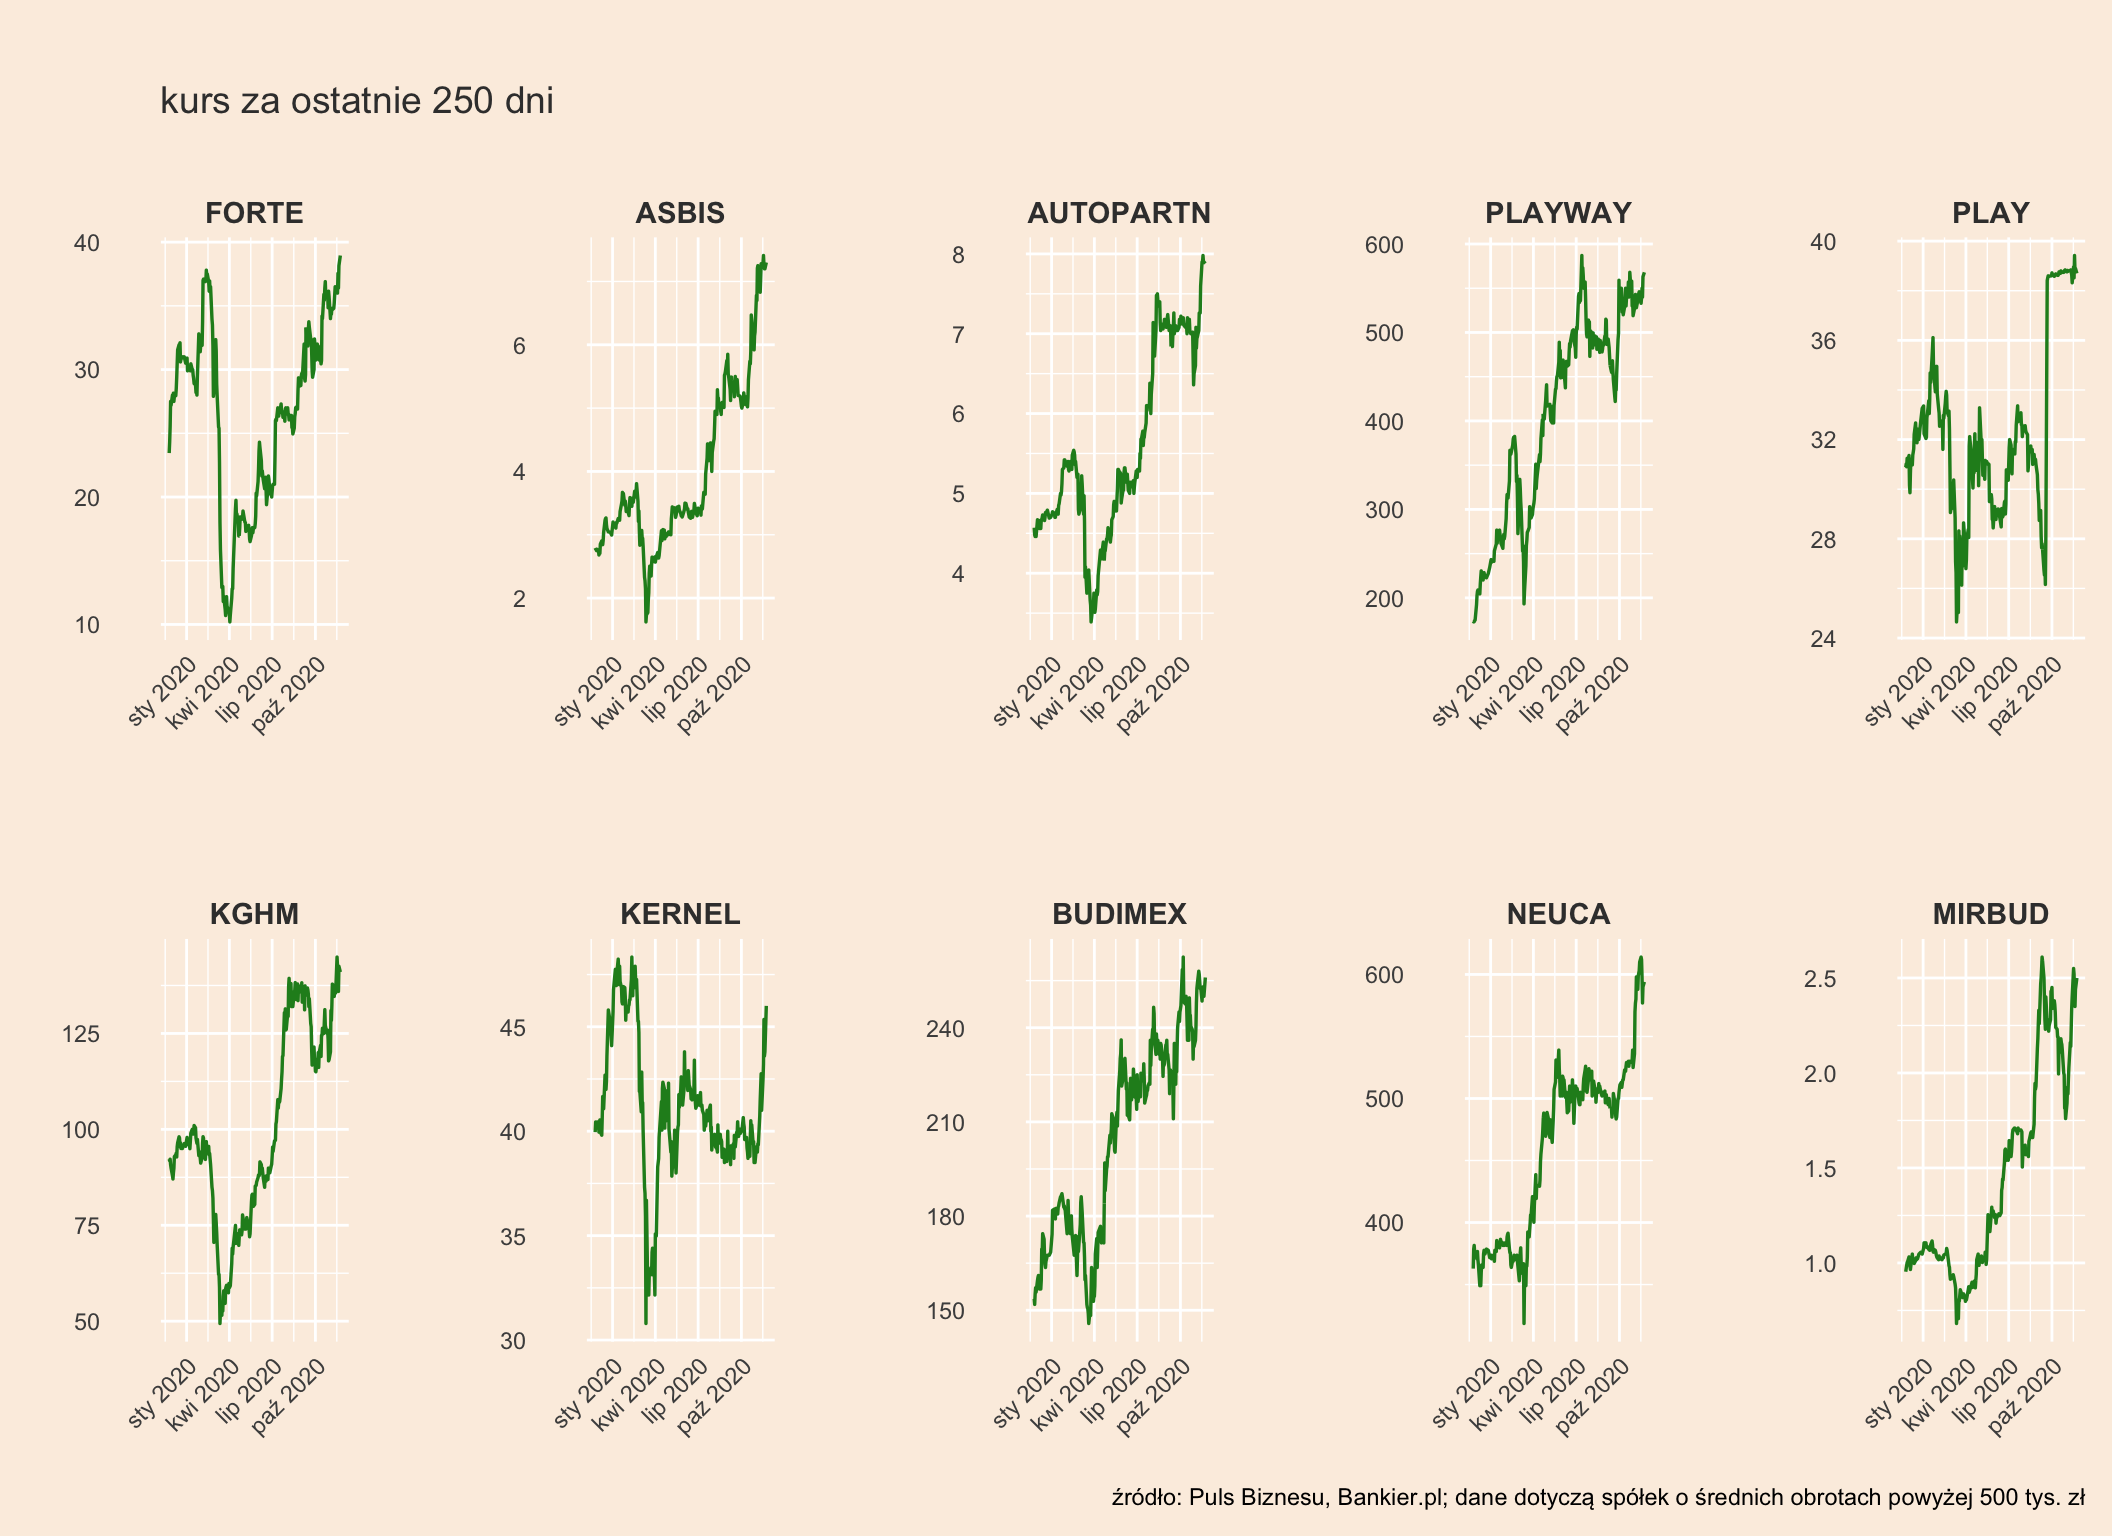 kurs za ostatnie 250 dni
FORTE
ASBIS
AUTOPARTN
PLAYWAY
PLAY
40
30
20
10
6
4
2
8
7
6
5
4
600
500
400
300
200
40
36
32
28
24
sty 2020
kwi 2020
lip 2020
paź 2020
sty 2020
kwi 2020
lip 2020
paź 2020
sty 2020
kwi 2020
lip 2020
paź 2020
sty 2020
kwi 2020
lip 2020
paź 2020
sty 2020
kwi 2020
lip 2020
paź 2020
KGHM
KERNEL
BUDIMEX
NEUCA
MIRBUD
125
100
75
50
45
40
35
30
240
210
180
150
600
500
400
2.5
2.0
1.5
1.0
sty 2020
kwi 2020
lip 2020
paź 2020
sty 2020
kwi 2020
lip 2020
paź 2020
sty 2020
kwi 2020
lip 2020
paź 2020
sty 2020
kwi 2020
lip 2020
paź 2020
sty 2020
kwi 2020
lip 2020
paź 2020
źródło: Puls Biznesu, Bankier.pl; dane dotyczą spółek o średnich obrotach powyżej 500 tys. zł